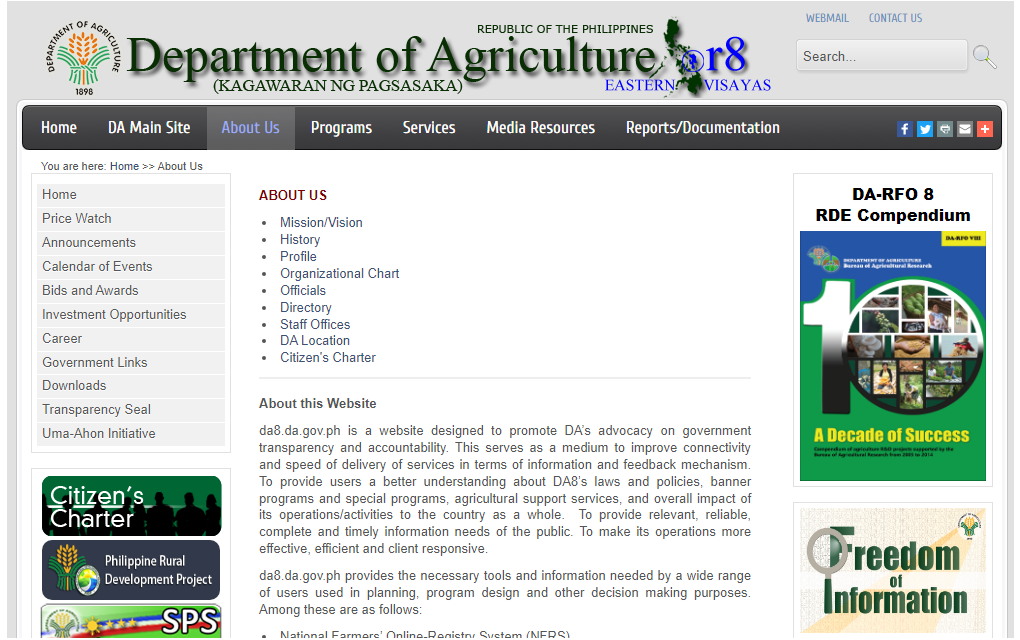 WEBMAIL CONTACT US
DEPARTMENT OF AGRICULTURE
1898
REPUBLIC OF THE PHILIPPINES
Department of Agriculture
(KAGAWARAN NG PAGSASAKA)
@r8
EASTERN VISAYAS
Search...
Home DA Main Site About Us Programs Services Media Resources Reports/Documentation
You are here: Home >> About Us
Home
Price Watch
Announcements
Calendar of Events
Bids and Awards
Investment Opportunities
Career
Government Links
Downloads
Transparency Seal
Uma-Ahon Initiative
Citizen's
Charter
Philippine Rural
Development Project
SPS
ABOUT US
• Mission/Vision
• History
• Profile
• Organizational Chart
• Officials
• Directory
• Staff Offices
• DA Location
• Citizen's Charter
About this Website
da8.da.gov.ph is a website designed to promote DA's advocacy on government
transparency and accountability. This serves as a medium to improve connectivity
and speed of delivery of services in terms of information and feedback mechanism.
To provide users a better understanding about DA8's laws and policies, banner
programs and special programs, agricultural support services, and overall impact of
its operations/activities to the country as a whole. To provide relevant, reliable,
complete and timely information needs of the public. To make its operations more
effective, efficient and client responsive.
da8.da.gov.ph provides the necessary tools and information needed by a wide range
of users used in planning, program design and other decision making purposes.
Among these are as follows:
• National Farmers' Online-Registry System (NFRS)
DA-RFO 8
RDE Compendium
DA-RFO VIII
DEPARTMENT OF AGRICULTURE
Bureau of Agricultural Research
10
A Decade of Success
Compendium of agriculture R&D projects supported by the
Bureau of Agricultural Research from 2005 to 2014
Freedom
of
Information